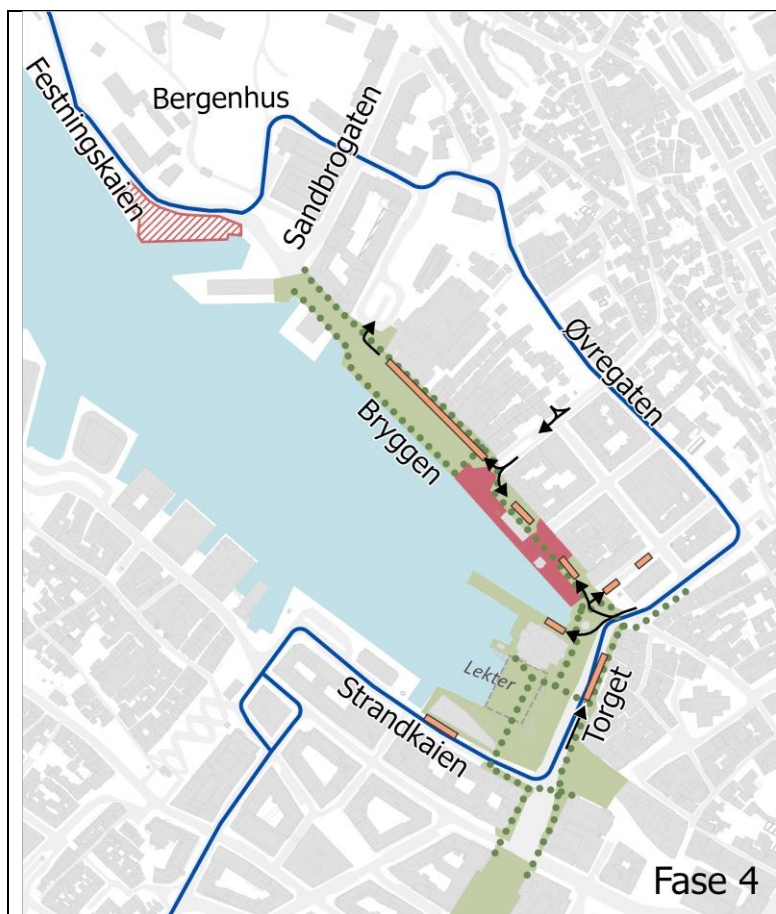 Festningskaien
Bergenhus
Sandbrogaten
Øvregaten
Bryggen
Lekter
Strandkaien
Torget
Fase 4